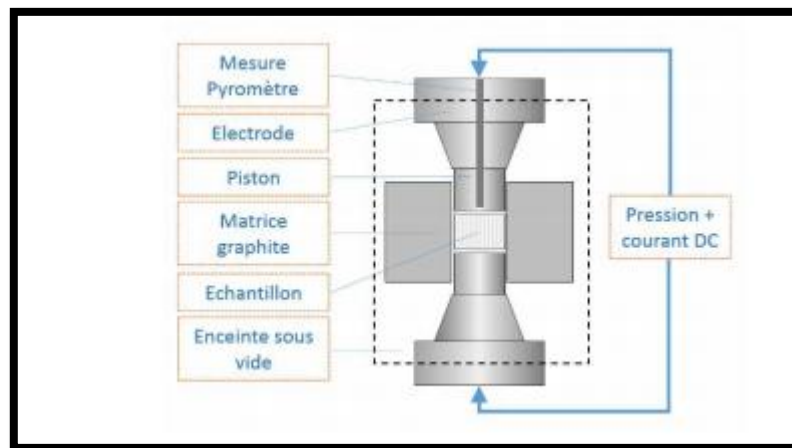 Mesure
Pyromètre
Electrode
Piston
Matrice
graphite
Echantillon
Enceinte sous
vide
Pression +
courant DC